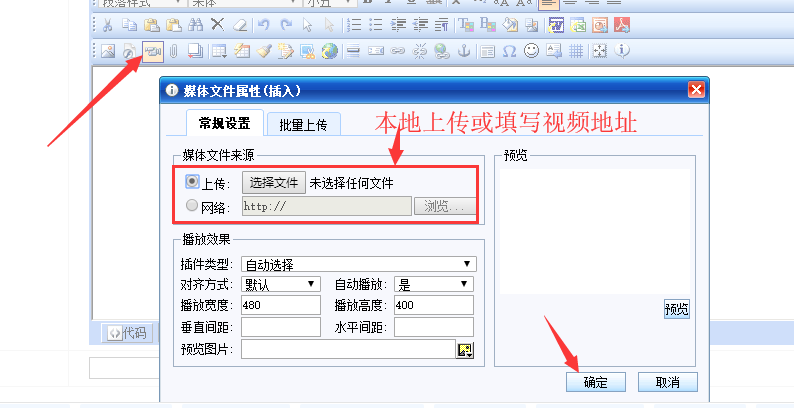 段落样式 宋体 小五
媒体文件属性(插入)
常规设置 批量上传
本地上传或填写视频地址
媒体文件来源
上传: 选择文件 未选择任何文件
网络: http:// 浏览...
预览
播放效果
插件类型: 自动选择
对齐方式: 默认 自动播放: 是
播放宽度: 480 播放高度: 400
预览
垂直间距: 水平间距:
代码
预览图片:
确定 取消